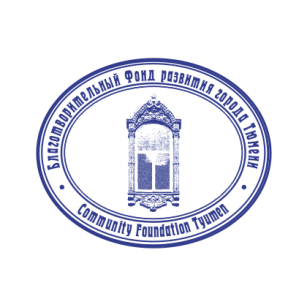 Благотворительный Фонд развития города Тюмени
Community Foundation Tyumen